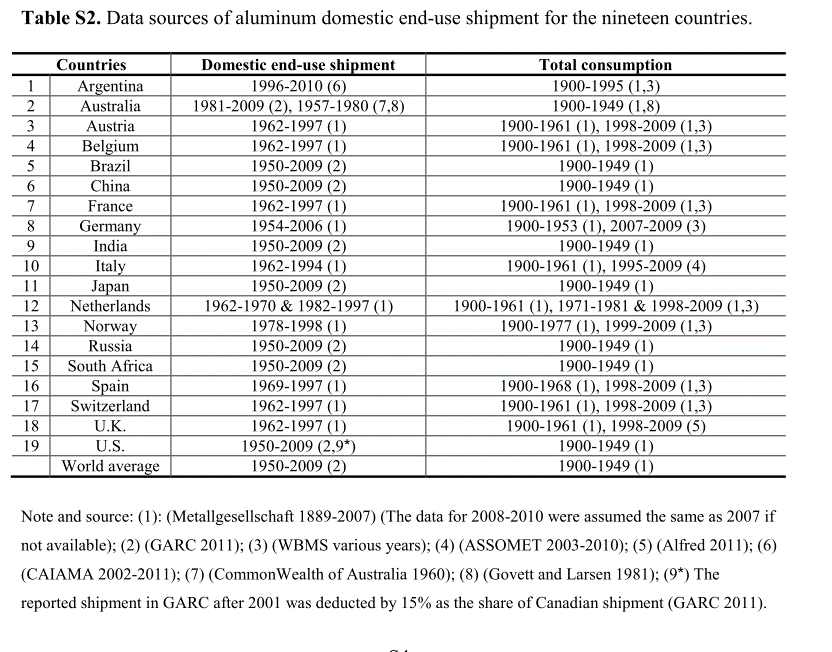 Table S2. Data sources of aluminum domestic end-use shipment for the nineteen countries.
Countries Domestic end-use shipment Total consumption
1 Argentina 1996-2010 (6) 1900-1995 (1,3)
2 Australia 1981-2009 (2), 1957-1980 (7,8) 1900-1949 (1,8)
3 Austria 1962-1997 (1) 1900-1961 (1), 1998-2009 (1,3)
4 Belgium 1962-1997 (1) 1900-1961 (1), 1998-2009 (1,3)
5 Brazil 1950-2009 (2) 1900-1949 (1)
6 China 1950-2009 (2) 1900-1949 (1)
7 France 1962-1997 (1) 1900-1961 (1), 1998-2009 (1,3)
8 Germany 1954-2006 (1) 1900-1953 (1), 2007-2009 (3)
9 India 1950-2009 (2) 1900-1949 (1)
10 Italy 1962-1994 (1) 1900-1961 (1), 1995-2009 (4)
11 Japan 1950-2009 (2) 1900-1949 (1)
12 Netherlands 1962-1970 & 1982-1997 (1) 1900-1961 (1), 1971-1981 & 1998-2009 (1,3)
13 Norway 1978-1998 (1) 1900-1977 (1), 1999-2009 (1,3)
14 Russia 1950-2009 (2) 1900-1949 (1)
15 South Africa 1950-2009 (2) 1900-1949 (1)
16 Spain 1969-1997 (1) 1900-1968 (1), 1998-2009 (1,3)
17 Switzerland 1962-1997 (1) 1900-1961 (1), 1998-2009 (1,3)
18 U.K. 1962-1997 (1) 1900-1961 (1), 1998-2009 (5)
19 U.S. 1950-2009 (2,9*) 1900-1949 (1)
World average 1950-2009 (2) 1900-1949 (1)
Note and source: (1): (Metallgesellschaft 1889-2007) (The data for 2008-2010 were assumed the same as 2007 if
not available); (2) (GARC 2011); (3) (WBMS various years); (4) (ASSOMET 2003-2010); (5) (Alfred 2011); (6)
(CAIAMA 2002-2011); (7) (CommonWealth of Australia 1960); (8) (Govett and Larsen 1981); (9*) The
reported shipment in GARC after 2001 was deducted by 15% as the share of Canadian shipment (GARC 2011).